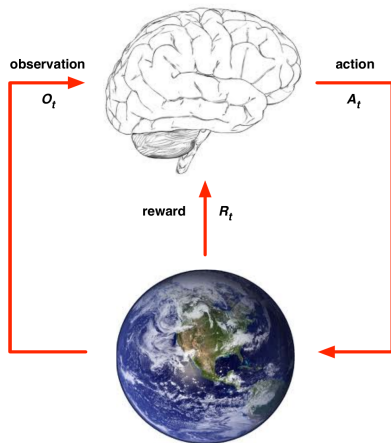 observation
action
O_t
A_t
reward
R_t